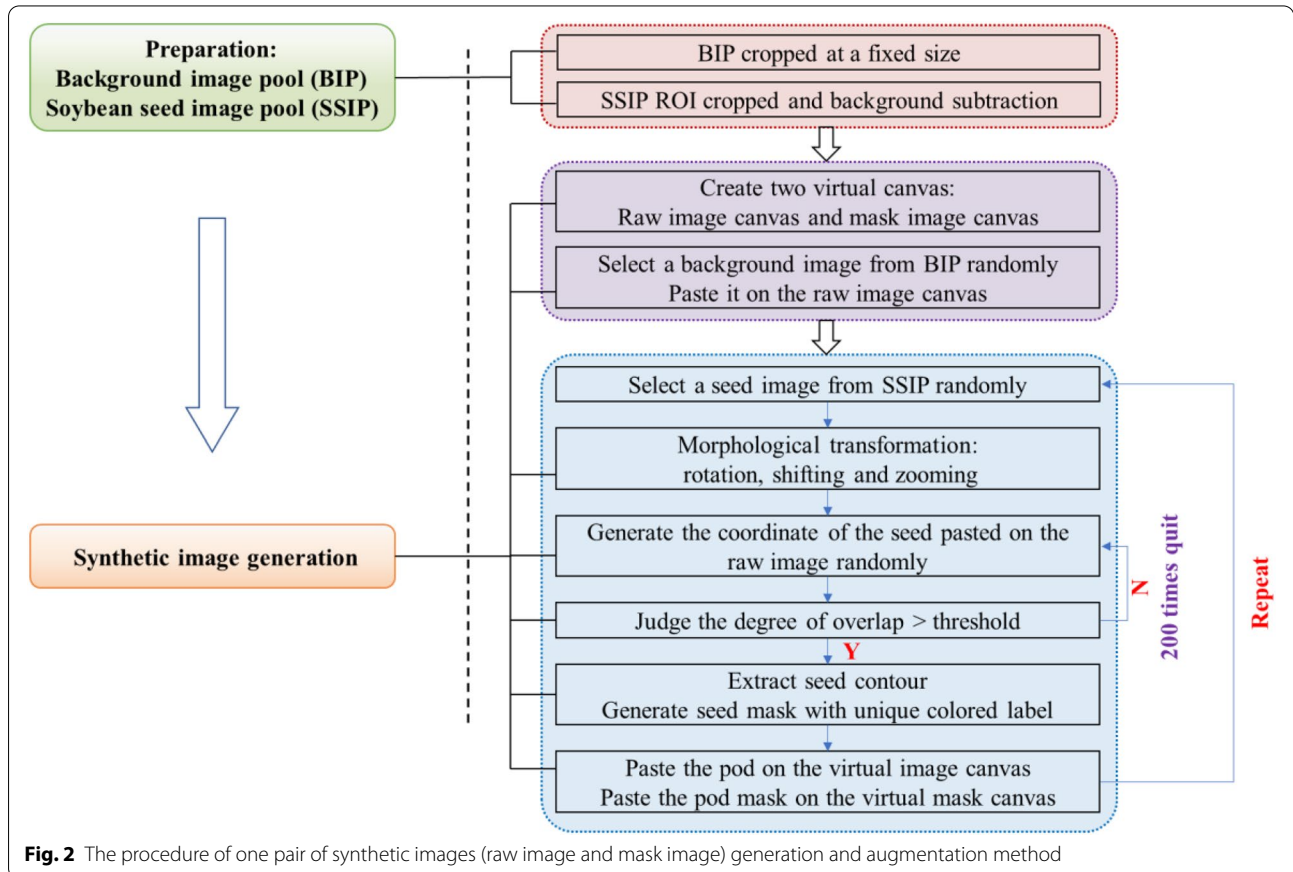 Preparation:
Background image pool (BIP)
Soybean seed image pool (SSIP)
BIP cropped at a fixed size
SSIP ROI cropped and background subtraction
Create two virtual canvas:
Raw image canvas and mask image canvas
Select a background image from BIP randomly
Paste it on the raw image canvas
Select a seed image from SSIP randomly
Morphological transformation:
rotation, shifting and zooming
Synthetic image generation
Generate the coordinate of the seed pasted on the
raw image randomly
Judge the degree of overlap > threshold
N
200 times quit
Repeat
Y
Extract seed contour
Generate seed mask with unique colored label
Paste the pod on the virtual image canvas
Paste the pod mask on the virtual mask canvas
Fig. 2 The procedure of one pair of synthetic images (raw image and mask image) generation and augmentation method